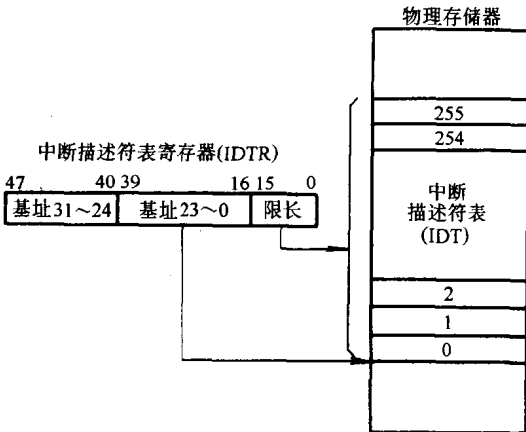 物理存储器
255
254
中断描述符表寄存器(IDTR)
47 40 39 16 15 0
基址31～24 基址23～0 限长
中断
描述符表
(IDT)
2
1
0